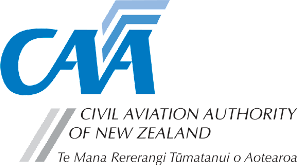 CAA
CIVIL AVIATION AUTHORITY
OF NEW ZEALAND
Te Mana Rererangi Tūmatanui o Aotearoa